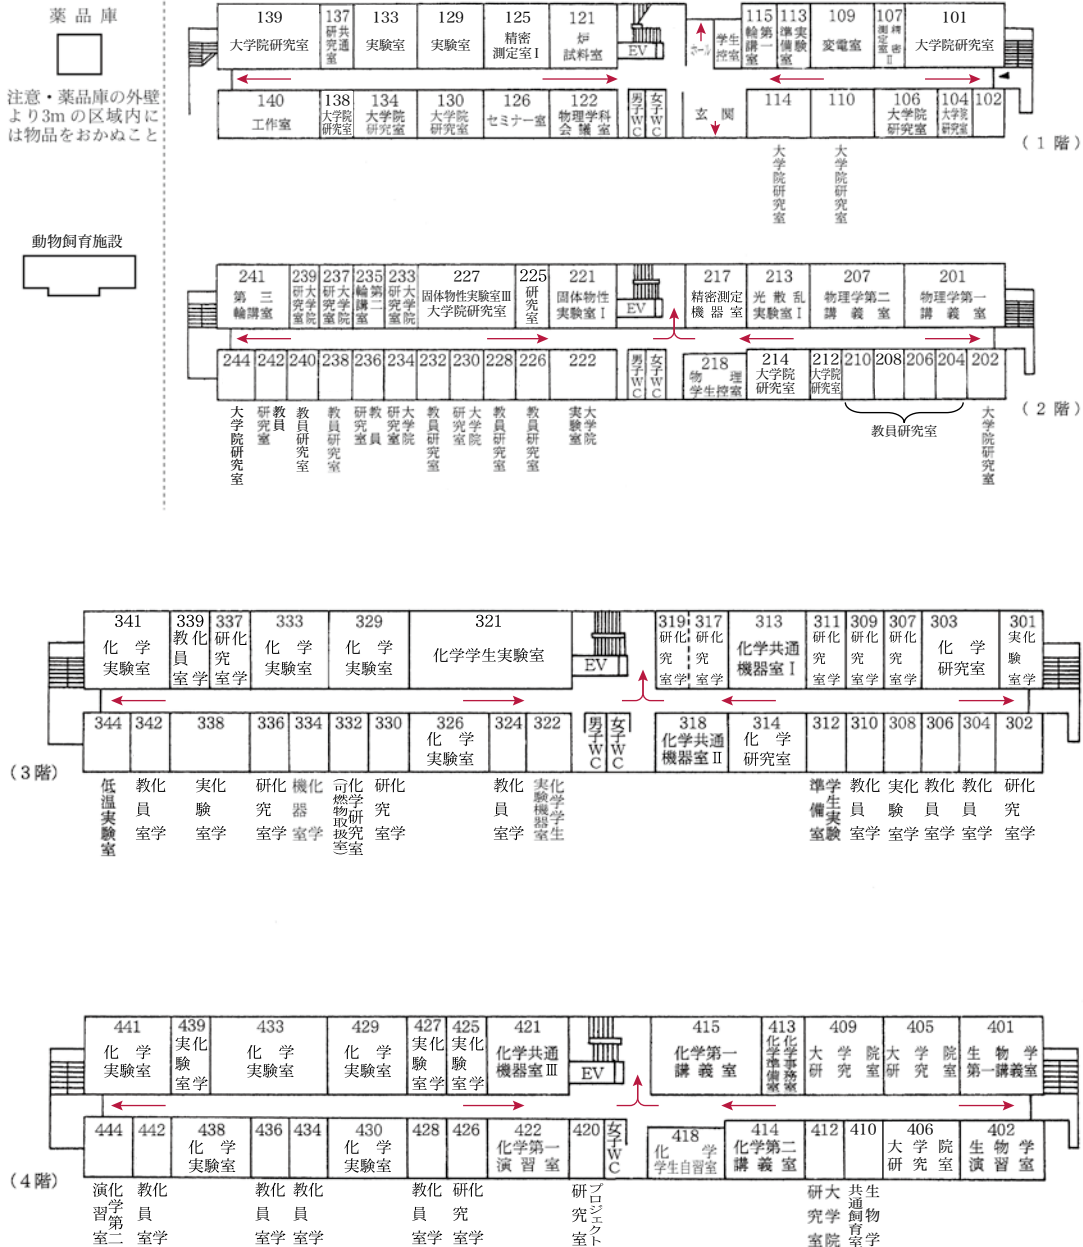 薬品庫
注意・薬品庫の外壁
より3mの区域内に
は物品をおかぬこと
動物飼育施設
139
大学院研究室
137
共通
研究室
133
実験室
129
実験室
125
精密
測定室Ⅰ
121
炉
試料室
EV
ホール
学生
控室
115
第一
輪講室
113
実験
準備室
109
変電室
107
精密
測定室Ⅱ
101
大学院研究室
140
工作室
138
大学院
研究室
134
大学院
研究室
130
大学院
研究室
126
セミナー室
122
物理学科
会議室
男子WC
女子WC
玄関
114
大学院研究室
110
大学院研究室
106
大学院
研究室
104
大学院
研究室
102
(1階)
241
第三
輪講室
239
大学院
研究室
237
大学院
研究室
235
第二
輪講室
233
大学院
研究室
227
固体物性実験室Ⅲ
大学院研究室
225
研究室
221
固体物性
実験室Ⅰ
EV
217
精密測定
機器室
213
光散乱
実験室Ⅰ
207
物理学第二
講義室
201
物理学第一
講義室
244
大学院研究室
242
教員
研究室
240
教員研究室
238
教員研究室
236
教員
研究室
234
大学院
研究室
232
教員研究室
230
大学院
研究室
228
教員研究室
226
教員研究室
222
大学院
実験室
男子WC
女子WC
218
物理
学生控室
214
大学院
研究室
212
大学院
研究室
210
208
206
204
教員研究室
202
大学院研究室
(2階)
341
化学
実験室
339
化学
教員室
337
化学
研究室
333
化学
実験室
329
化学
実験室
321
化学学生実験室
EV
319
化学
研究室
317
化学
研究室
313
化学共通
機器室Ⅰ
311
化学
研究室
309
化学
研究室
307
化学
研究室
303
化学
研究室
301
化学
実験室
344
低温実験室
342
化学
教員室
338
化学
実験室
336
化学
研究室
334
化学
機器室
332
化学研究室
(可燃物取扱室)
330
化学
研究室
326
化学
実験室
324
化学
教員室
322
化学学生
実験機器室
男子WC
女子WC
318
化学共通
機器室Ⅱ
314
化学
研究室
312
学生実験
準備室
310
化学
教員室
308
化学
実験室
306
化学
教員室
304
化学
教員室
302
化学
研究室
(3階)
441
化学
実験室
439
化学
実験室
433
化学
実験室
429
化学
実験室
427
化学
実験室
425
化学
実験室
421
化学共通
機器室Ⅲ
EV
415
化学第一
講義室
413
化学事務室
化学準備室
409
大学院
研究室
405
大学院
研究室
401
生物学
第一講義室
444
化学第二
演習室
442
化学
教員室
438
化学
実験室
436
化学
教員室
434
化学
教員室
430
化学
実験室
428
化学
教員室
426
化学
研究室
422
化学第一
演習室
420
プロジェクト
研究室
女子WC
418
化学
学生自習室
414
化学第二
講義室
412
大学院
研究室
410
生物学
共通飼育室
406
大学院
研究室
402
生物学
演習室
(4階)